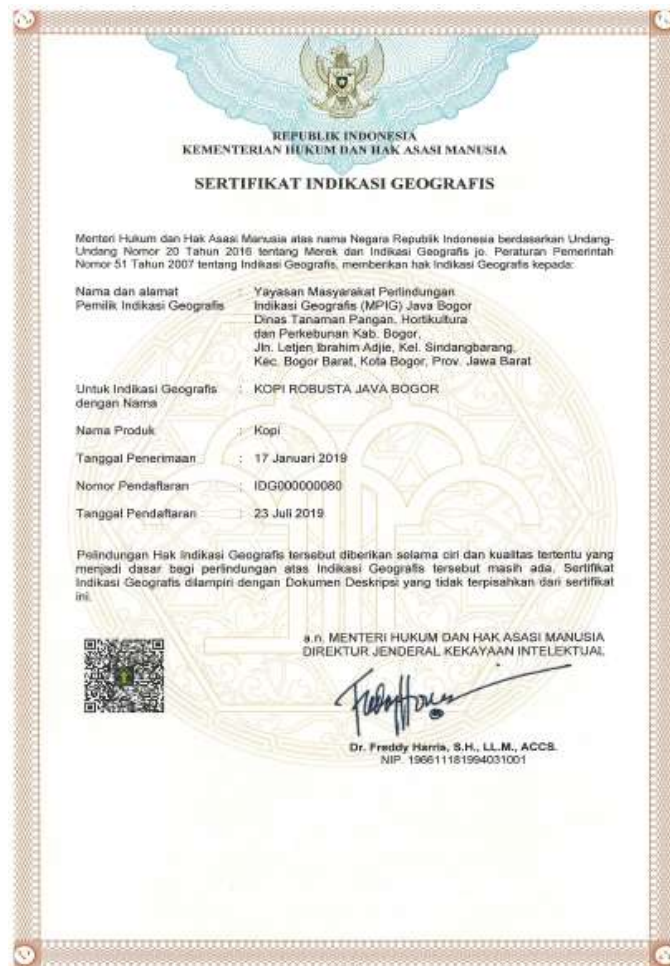 REPUBLIK INDONESIA
KEMENTERIAN HUKUM DAN HAK ASASI MANUSIA
SERTIFIKAT INDIKASI GEOGRAFIS
Menteri Hukum dan Hak Asasi Manusia atas nama Negara Republik Indonesia berdasarkan Undang-
Undang Nomor 20 Tahun 2016 tentang Merek dan Indikasi Geografis jo. Peraturan Pemerintah
Nomor 51 Tahun 2007 tentang Indikasi Geografis, memberikan hak Indikasi Geografis kepada:
Nama dan alamat : Yayasan Masyarakat Perlindungan
Pemilik Indikasi Geografis Indikasi Geografis (MPIG) Java Bogor
Dinas Tanaman Pangan, Hortikultura
dan Perkebunan Kab. Bogor,
Jln. Letjen Ibrahim Adjie, Kel. Sindangbarang,
Kec. Bogor Barat, Kota Bogor, Prov. Jawa Barat
Untuk Indikasi Geografis : KOPI ROBUSTA JAVA BOGOR
dengan Nama
Nama Produk : Kopi
Tanggal Penerimaan : 17 Januari 2019
Nomor Pendaftaran : IDG000000080
Tanggal Pendaftaran : 23 Juli 2019
Pelindungan Hak Indikasi Geografis tersebut diberikan selama ciri dan kualitas tertentu yang
menjadi dasar bagi perlindungan atas Indikasi Geografis tersebut masih ada. Sertifikat
Indikasi Geografis dilampiri dengan Dokumen Deskripsi yang tidak terpisahkan dari sertifikat
ini.
a.n. MENTERI HUKUM DAN HAK ASASI MANUSIA
DIREKTUR JENDERAL KEKAYAAN INTELEKTUAL
Dr. Freddy Harris, S.H., LL.M., ACCS.
NIP. 196611181994031001